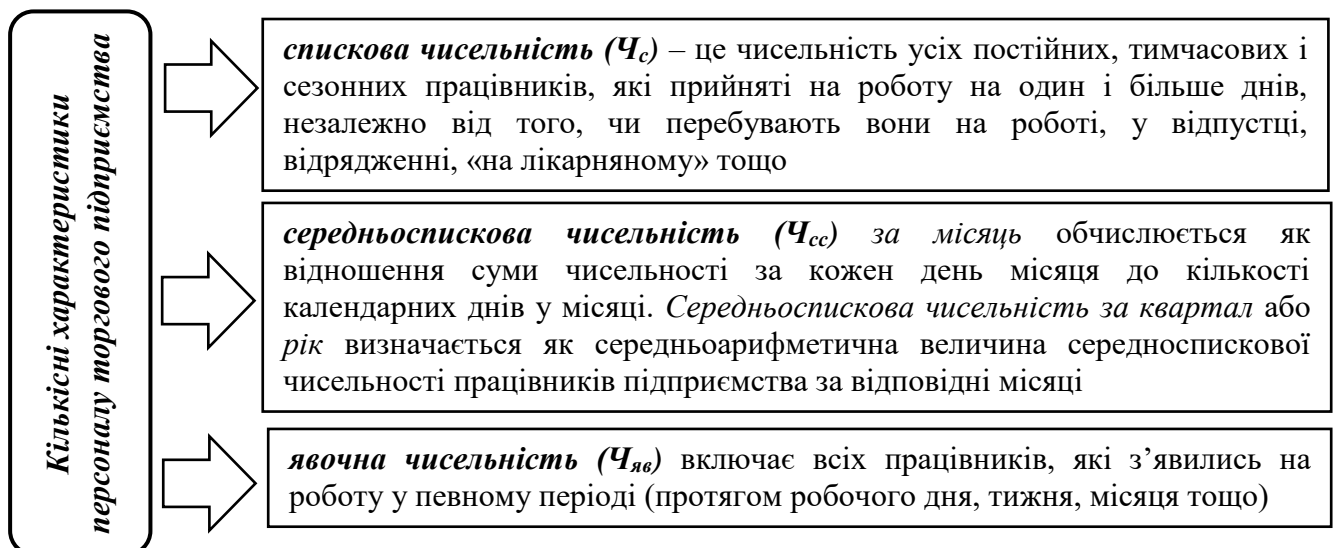 Кількісні характеристики
персоналу торгового підприємства
спискова чисельність (Чс) – це чисельність усіх постійних, тимчасових і
сезонних працівників, які прийняті на роботу на один і більше днів,
незалежно від того, чи перебувають вони на роботі, у відпустці,
відрядженні, «на лікарняному» тощо
середньоспискова чисельність (Чсс) за місяць обчислюється як
відношення суми чисельності за кожен день місяця до кількості
календарних днів у місяці. Середньоспискова чисельність за квартал або
рік визначається як середньоарифметична величина середноспискової
чисельності працівників підприємства за відповідні місяці
явочна чисельність (Чяв) включає всіх працівників, які з’явились на
роботу у певному періоді (протягом робочого дня, тижня, місяця тощо)